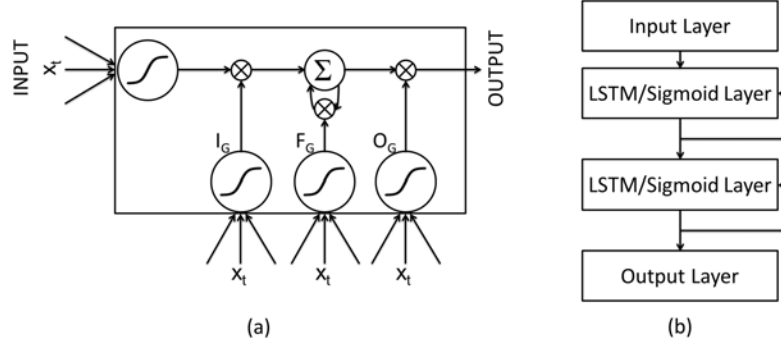 INPUT
x_t
Σ
OUTPUT
I_G
F_G
O_G
x_t
x_t
x_t
(a)
Input Layer
LSTM/Sigmoid Layer
LSTM/Sigmoid Layer
Output Layer
(b)